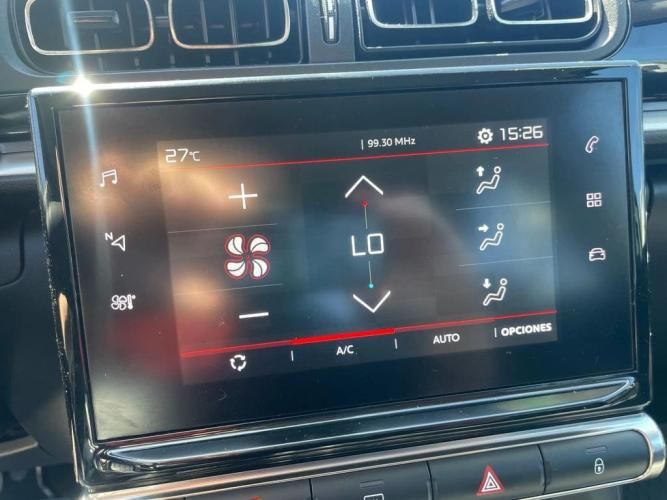 27°C
99.30 MHz
15:26
N
LO
A/C
AUTO
OPCIONES